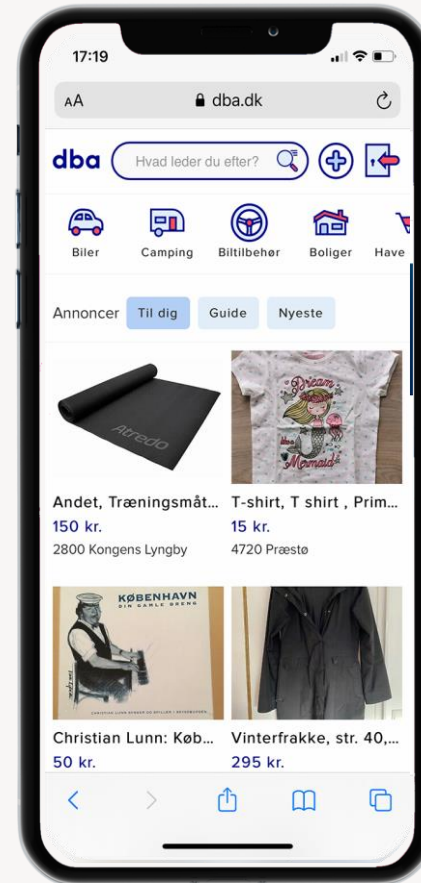 17:19
AA dba.dk
dba Hvad leder du efter?
Biler Camping Biltilbehør Boliger Have
Annoncer Til dig Guide Nyeste
Atredo
Dream
Mermaid
Andet, Træningsmåt... T-shirt, T shirt , Prim...
150 kr. 15 kr.
2800 Kongens Lyngby 4720 Præstø
KØBENHAVN
DIN GAMLE
Christian Lunn: Køb... Vinterfrakke, str. 40,...
50 kr. 295 kr.